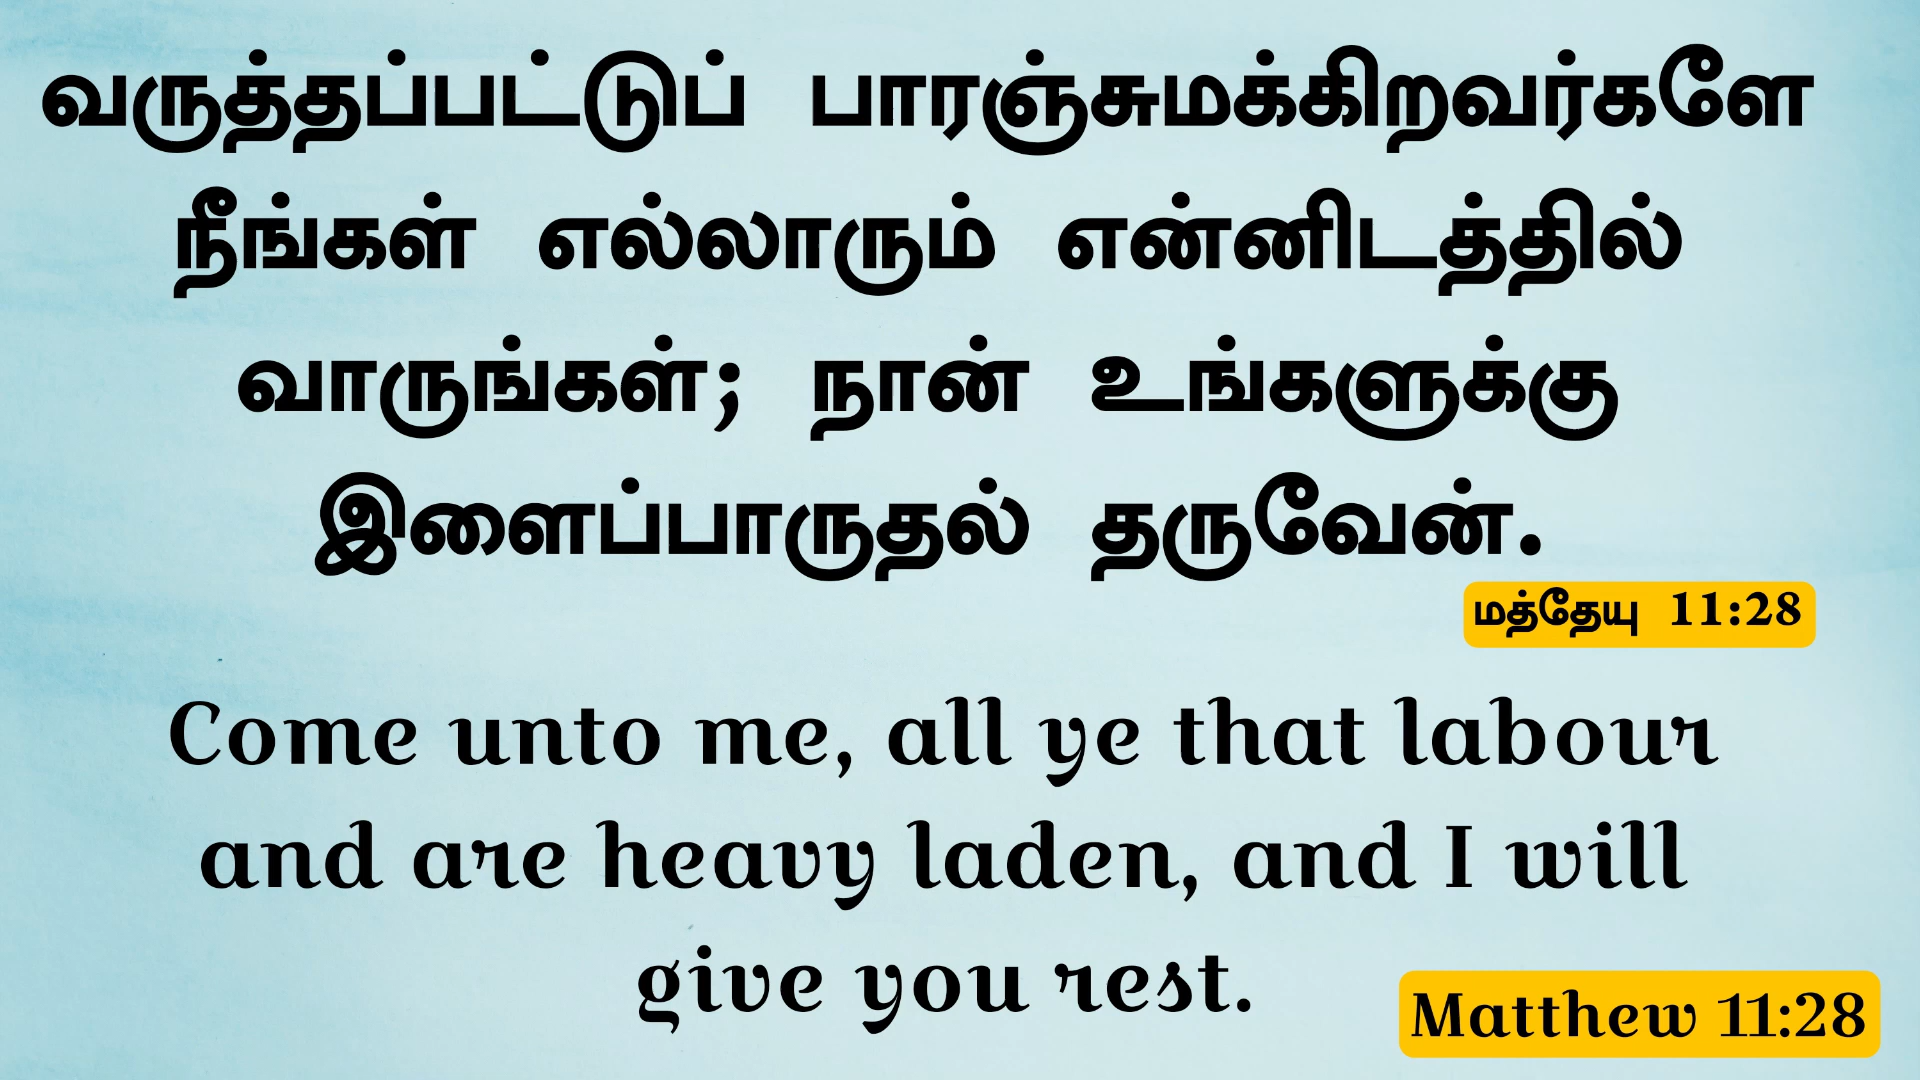 வருத்தப்பட்டுப் பாரஞ்சுமக்கிறவர்களே
நீங்கள் எல்லாரும் என்னிடத்தில்
வாருங்கள்; நான் உங்களுக்கு
இளைப்பாருதல் தருவேன்.
மத்தேயு 11:28
Come unto me, all ye that labour
and are heavy laden, and I will
give you rest.
Matthew 11:28